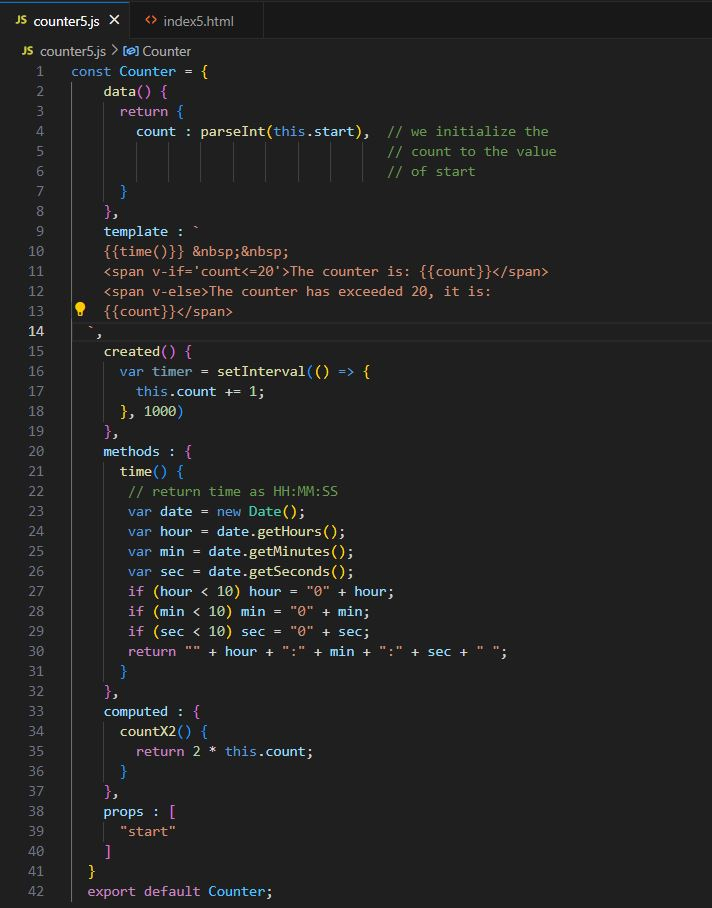 JS counter5.js × <> index5.html
JS counter5.js > Counter
1 const Counter = {
2 data() {
3 return {
4 count : parseInt(this.start), // we initialize the
5 // count to the value
6 // of start
7 }
8 },
9 template : `
10 {{time()}} &nbsp;&nbsp;
11 <span v-if='count<=20'>The counter is: {{count}}</span>
12 <span v-else>The counter has exceeded 20, it is:
13 {{count}}</span>
14 `,
15 created() {
16 var timer = setInterval(() => {
17 this.count += 1;
18 }, 1000)
19 },
20 methods : {
21 time() {
22 // return time as HH:MM:SS
23 var date = new Date();
24 var hour = date.getHours();
25 var min = date.getMinutes();
26 var sec = date.getSeconds();
27 if (hour < 10) hour = "0" + hour;
28 if (min < 10) min = "0" + min;
29 if (sec < 10) sec = "0" + sec;
30 return "" + hour + ":" + min + ":" + sec + " ";
31 }
32 },
33 computed : {
34 countX2() {
35 return 2 * this.count;
36 }
37 },
38 props : [
39 "start"
40 ]
41 }
42 export default Counter;